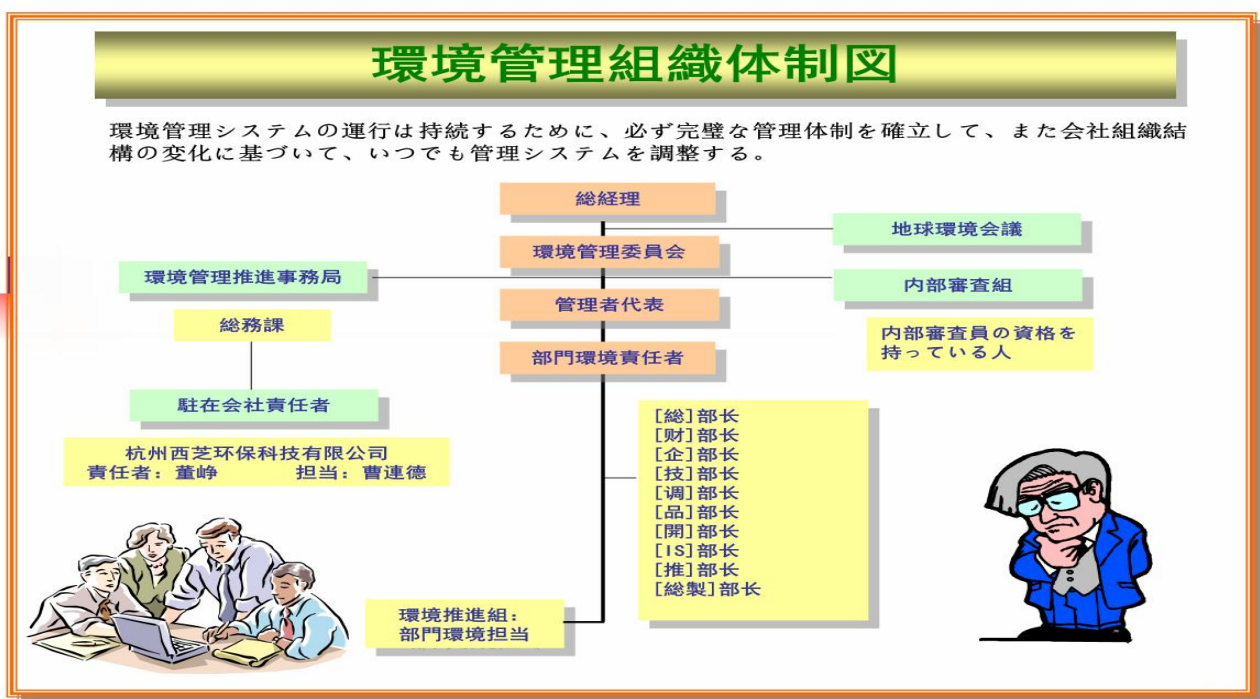 環境管理組織体制図
環境管理システムの運行は持続するために、必ず完璧な管理体制を確立して、また会社組織結
構の変化に基づいて、いつでも管理システムを調整する。
総経理
地球環境会議
環境管理委員会
環境管理推進事務局
内部審査組
管理者代表
総務課
内部審査員の資格を
持っている人
部門環境責任者
駐在会社責任者
杭州西芝环保科技有限公司
責任者：董峥 担当：曹連德
[総]部长
[财]部长
[企]部长
[技]部长
[调]部长
[品]部长
[開]部长
[IS]部长
[推]部长
[総製]部长
環境推進組：
部門環境担当